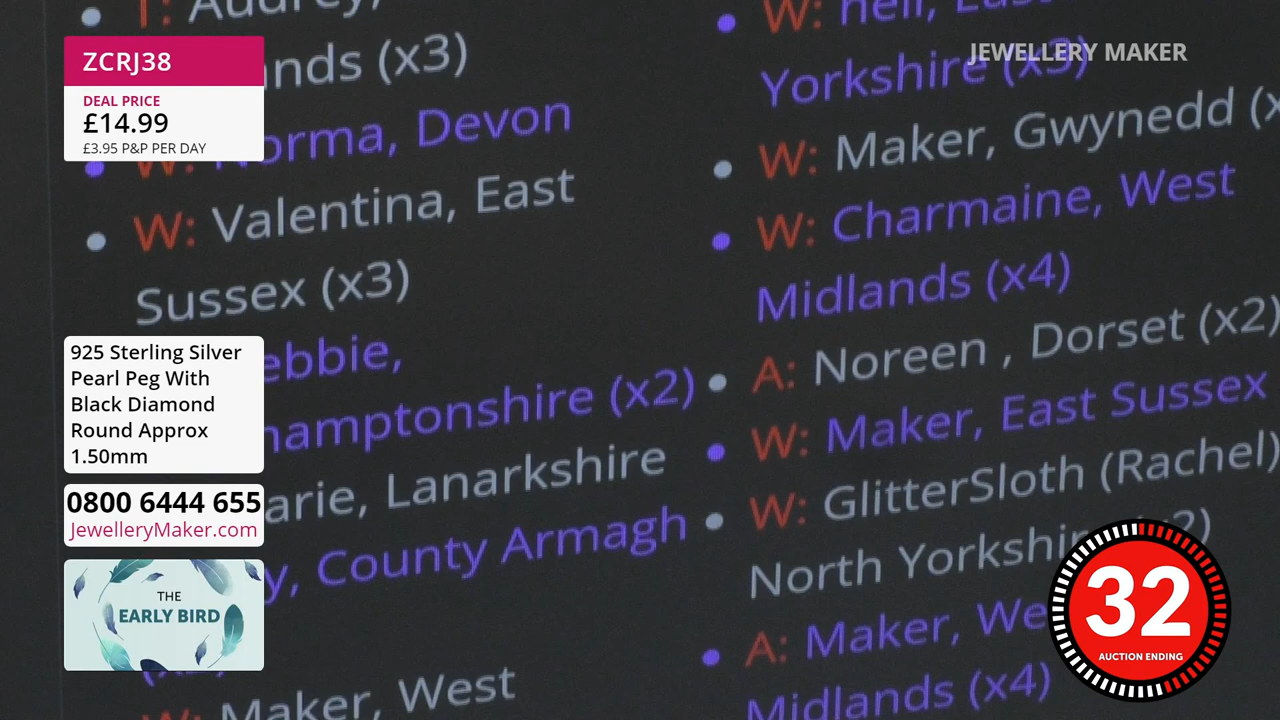 T: Audrey,
ands (x3)
W: Norma, Devon
W: Valentina, East
Sussex (x3)
ebbie,
hamptonshire (x2)
arie, Lanarkshire
y, County Armagh
Maker, West
W:
Yorkshire (x3)
W: Maker, Gwynedd (x
W: Charmaine, West
Midlands (x4)
A: Noreen , Dorset (x2)
W: Maker, East Sussex
W: GlitterSloth (Rachel)
North Yorkshi
A: Maker, We
Midlands (x4)
ZCRJ38
DEAL PRICE
£14.99
£3.95 P&P PER DAY
925 Sterling Silver
Pearl Peg With
Black Diamond
Round Approx
1.50mm
0800 6444 655
JewelleryMaker.com
THE
EARLY BIRD
JEWELLERY MAKER
32
AUCTION ENDING